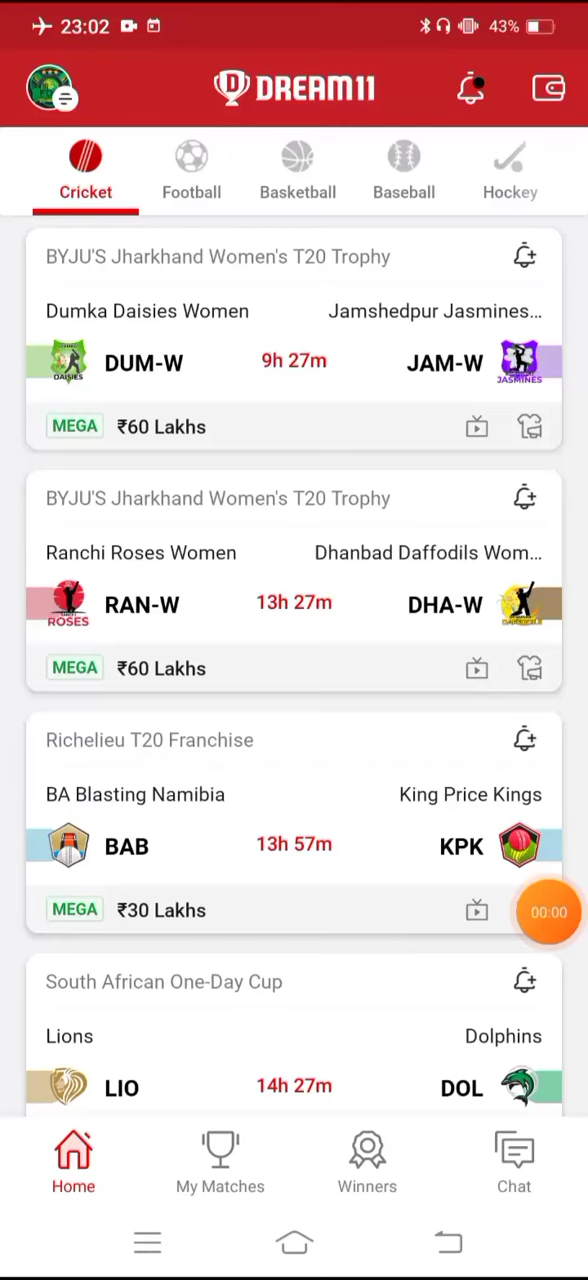 23:02
43%
DREAM11
Cricket
Football
Basketball
Baseball
Hockey
BYJU'S Jharkhand Women's T20 Trophy
Dumka Daisies Women
Jamshedpur Jasmines...
DAISIES
DUM-W
9h 27m
JAM-W
JASMINES
MEGA
₹60 Lakhs
BYJU'S Jharkhand Women's T20 Trophy
Ranchi Roses Women
Dhanbad Daffodils Wom...
ROSES
RAN-W
13h 27m
DHA-W
MEGA
₹60 Lakhs
Richelieu T20 Franchise
BA Blasting Namibia
King Price Kings
BAB
13h 57m
KPK
MEGA
₹30 Lakhs
00:00
South African One-Day Cup
Lions
Dolphins
LIO
14h 27m
DOL
Home
My Matches
Winners
Chat